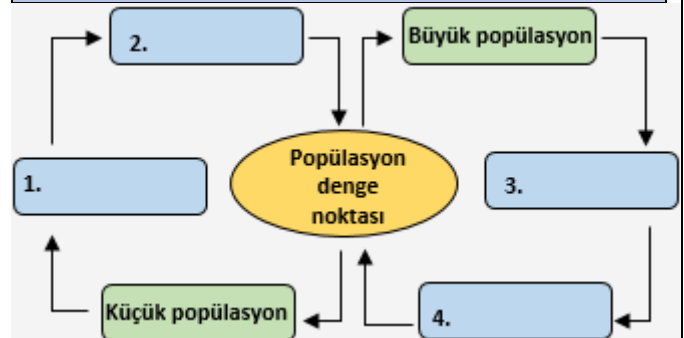 2.
Büyük popülasyon
Popülasyon
denge
noktası
1.
3.
Küçük popülasyon
4.